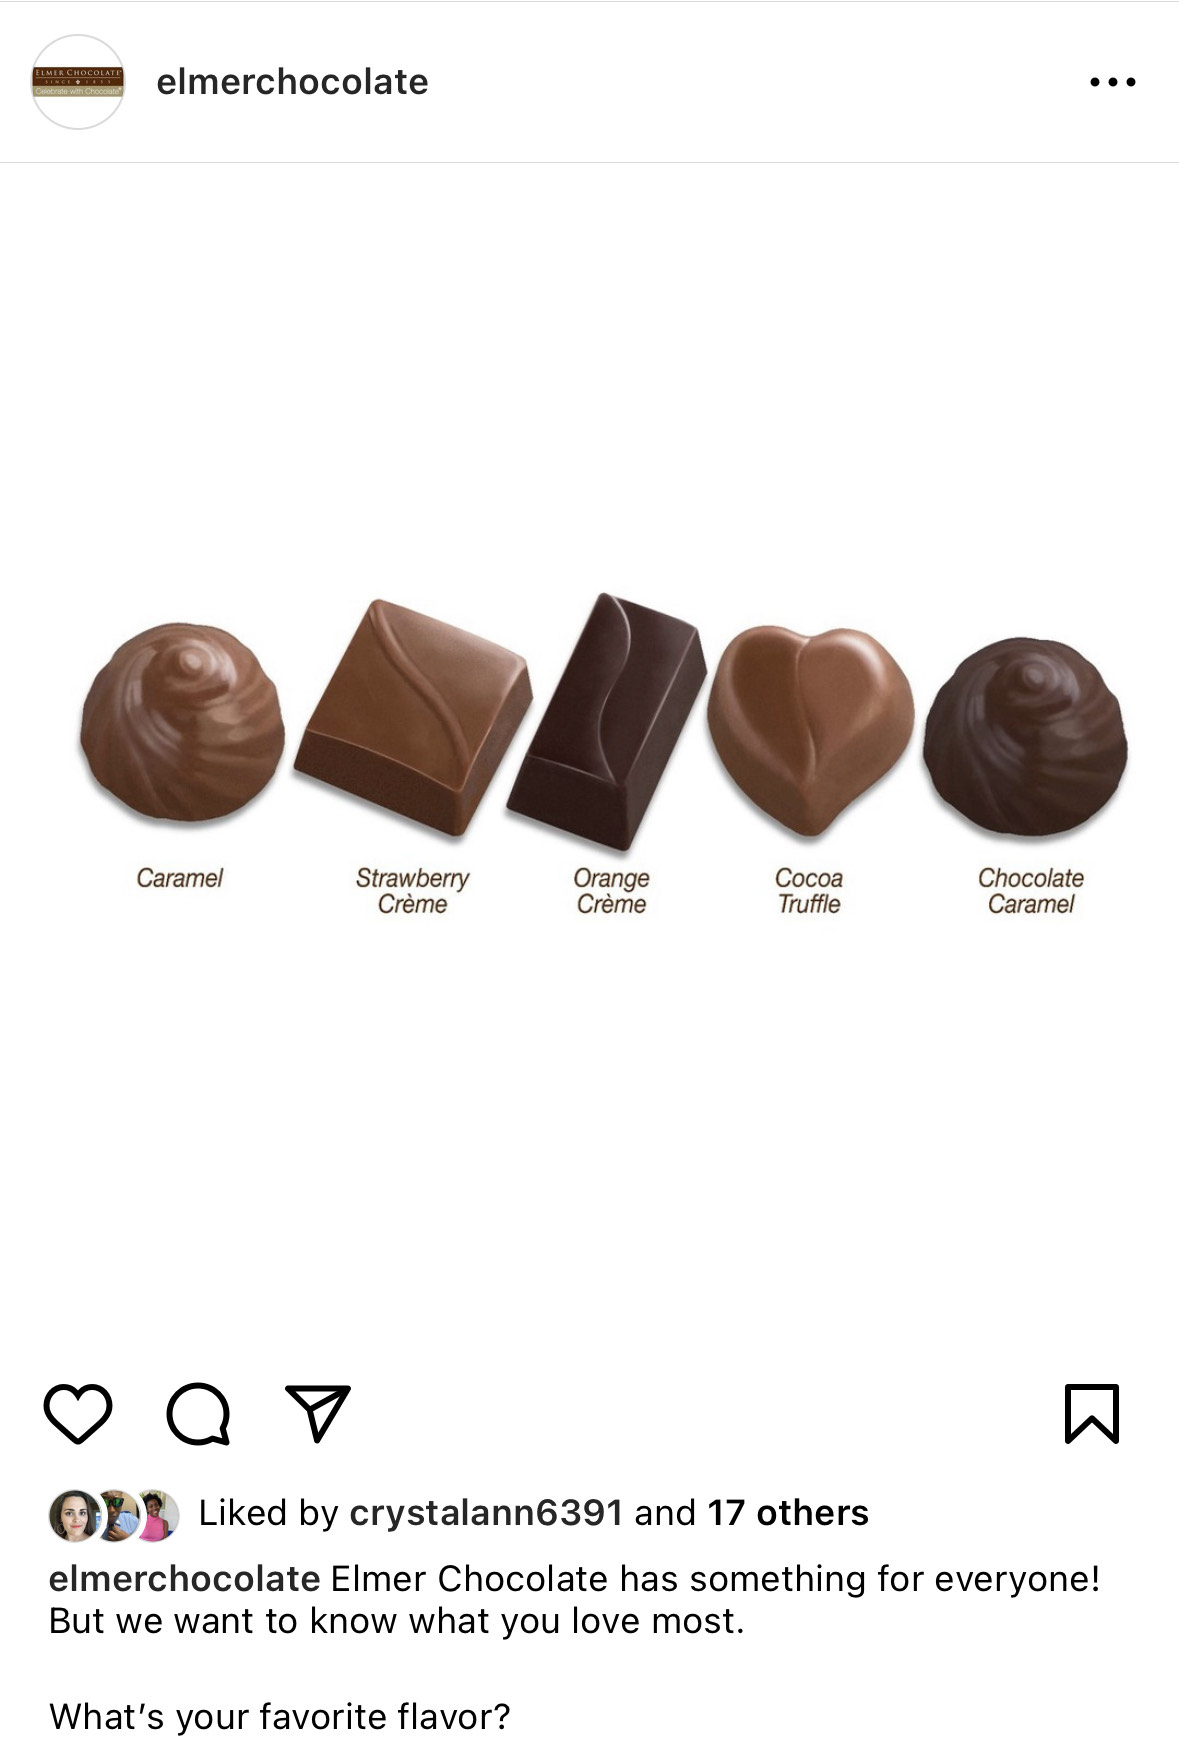 ELMER CHOCOLATE®
SINCE 1855
Celebrate with Chocolate®
elmerchocolate
Caramel
Strawberry
Crème
Orange
Crème
Cocoa
Truffle
Chocolate
Caramel
Liked by crystalann6391 and 17 others
elmerchocolate Elmer Chocolate has something for everyone!
But we want to know what you love most.
What's your favorite flavor?